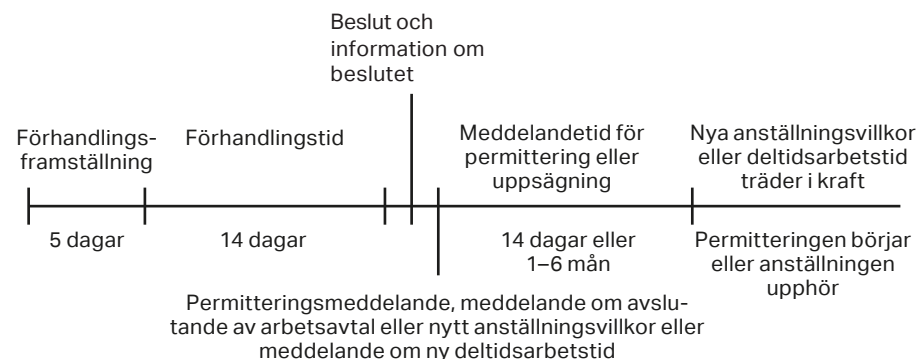 Beslut och
information om
beslutet
Förhandlings-
framställning
Förhandlingstid
Meddelandetid för
permittering eller
uppsägning
Nya anställningsvillkor
eller deltidsarbetstid
träder i kraft
5 dagar
14 dagar
14 dagar eller
1–6 mån
Permitteringen börjar
eller anställningen
upphör
Permitteringsmeddelande, meddelande om avslu-
tande av arbetsavtal eller nytt anställningsvillkor eller
meddelande om ny deltidsarbetstid